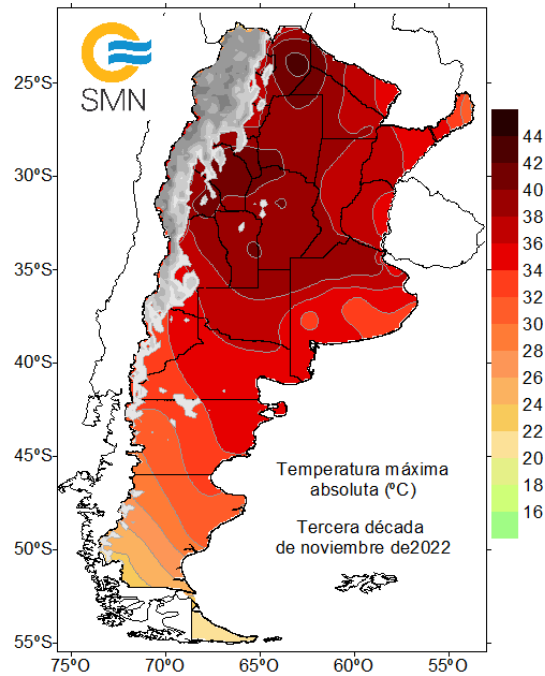 SMN
25°S
30°S
35°S
40°S
45°S
50°S
55°S
75°O
70°O
65°O
60°O
55°O
44
42
40
38
36
34
32
30
28
26
24
22
20
18
16
Temperatura máxima
absoluta (ºC)
Tercera década
de noviembre de2022